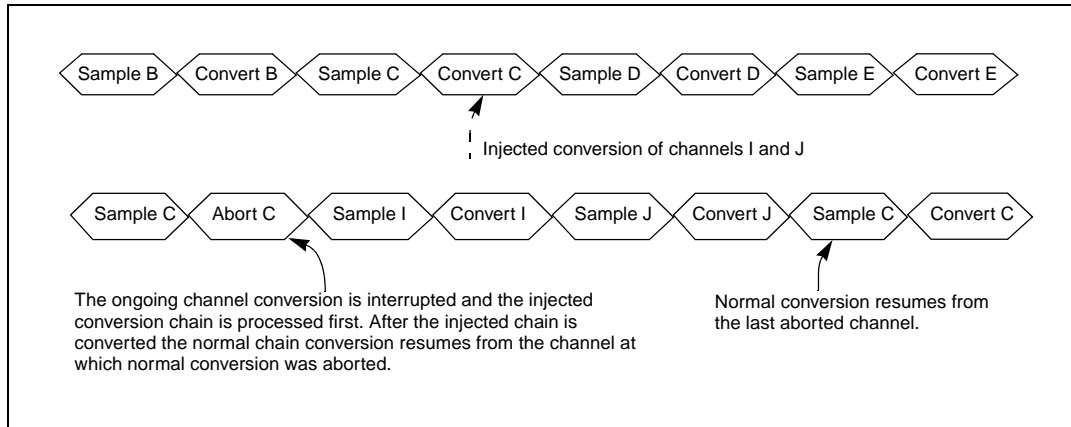 Sample B Convert B Sample C Convert C Sample D Convert D Sample E Convert E
Injected conversion of channels I and J
Sample C Abort C Sample I Convert I Sample J Convert J Sample C Convert C
The ongoing channel conversion is interrupted and the injected
conversion chain is processed first. After the injected chain is
converted the normal chain conversion resumes from the channel at
which normal conversion was aborted.
Normal conversion resumes from
the last aborted channel.